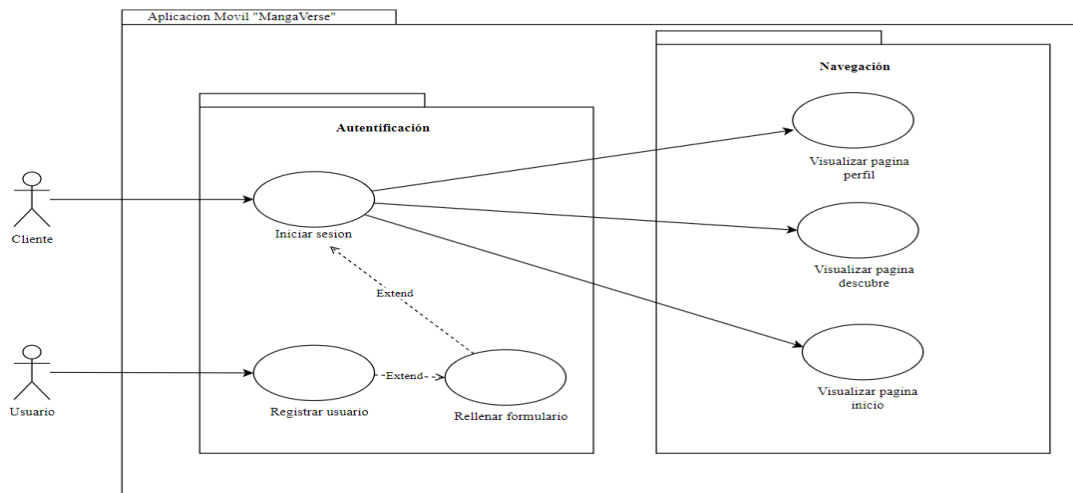 Aplicacion Movil "MangaVerse"
Navegación
Autentificación
Visualizar pagina
perfil
Cliente
Iniciar sesion
Visualizar pagina
descubre
Extend
Extend
Visualizar pagina
inicio
Usuario
Registrar usuario
Rellenar formulario